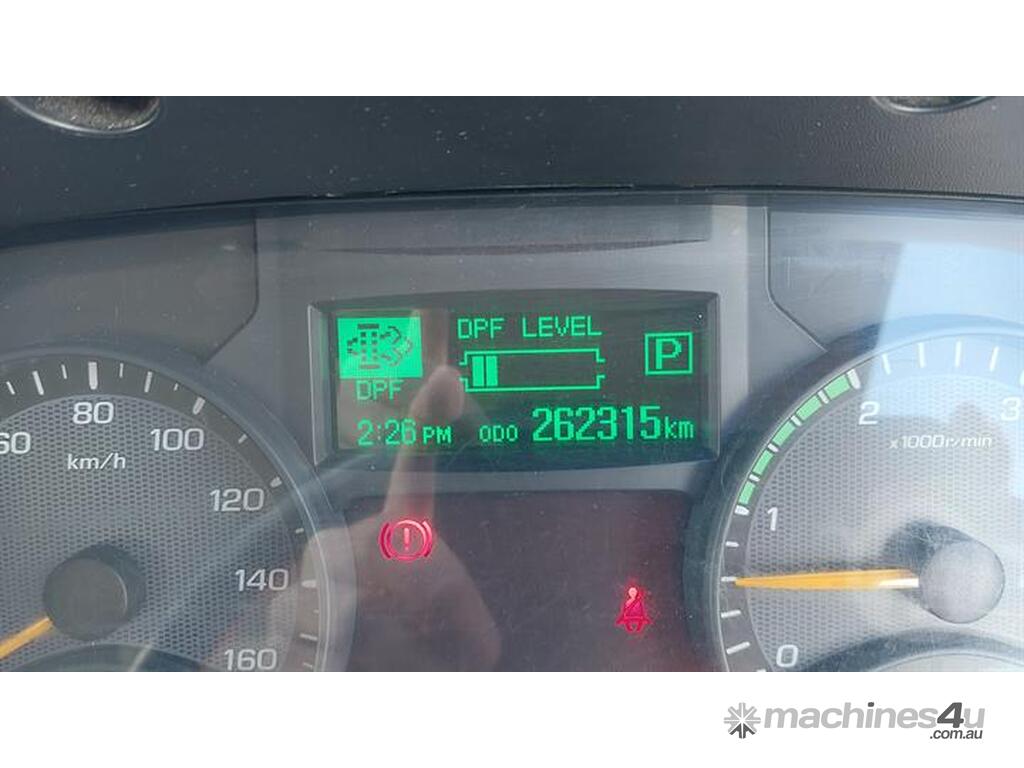 DPF LEVEL
P
DPF
2:26 PM ODO 262315km
60
80
100
120
140
160
km/h
0
1
2
3
x1000r/min
machines4u
.com.au